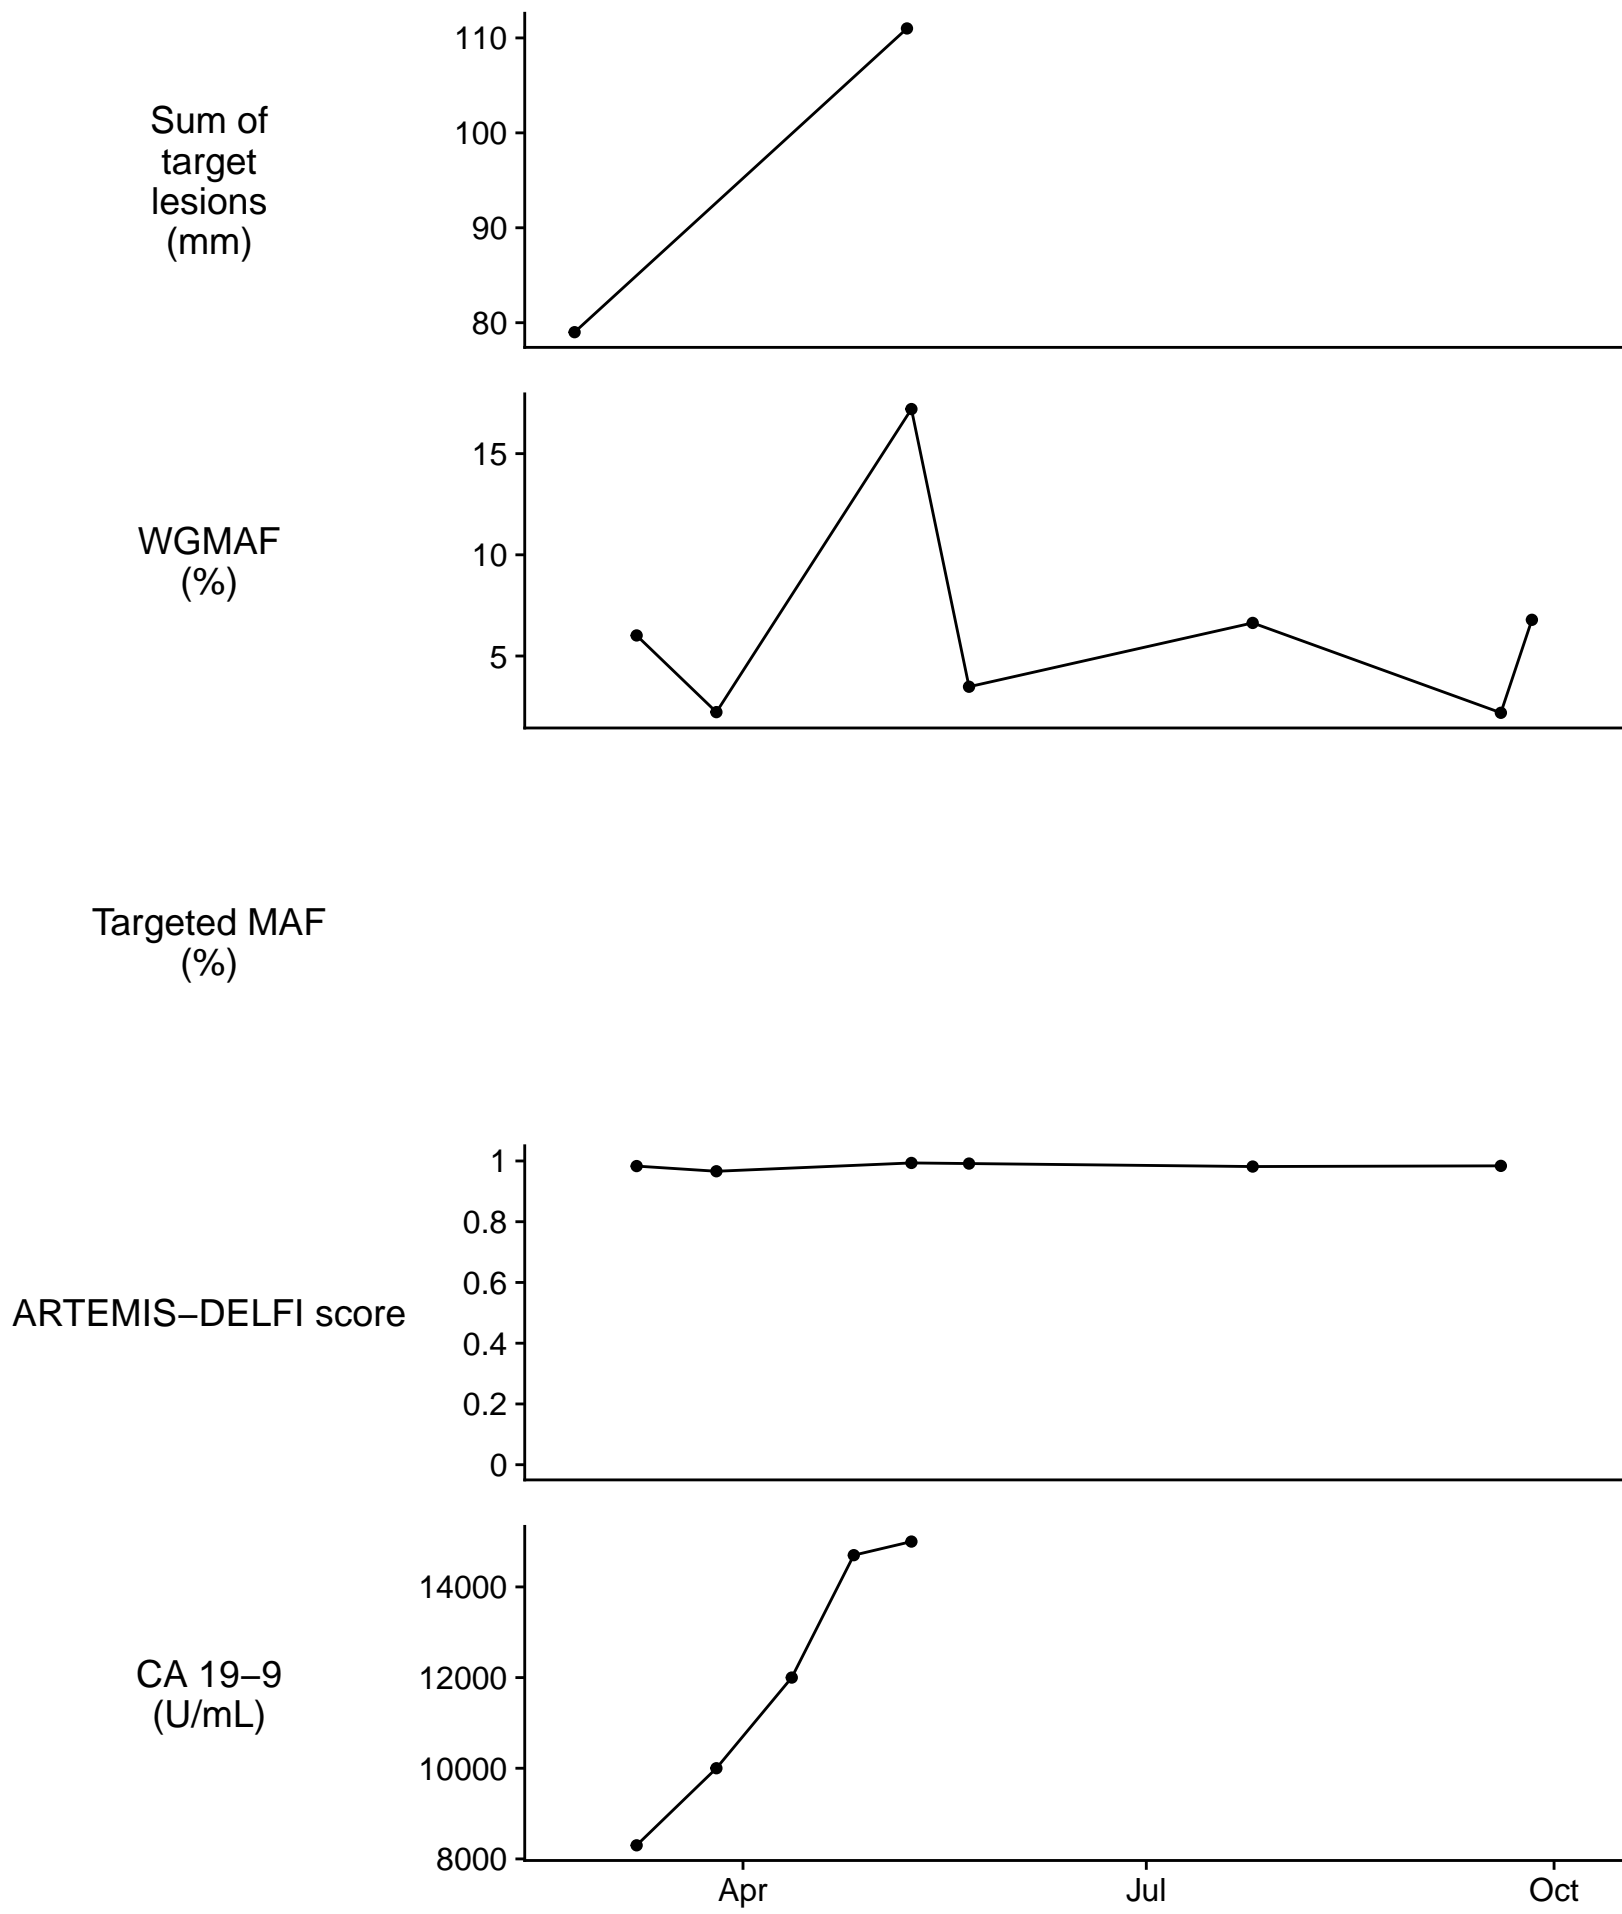 110
100
90
80
Sum of
target
lesions
(mm)
15
10
5
WGMAF
(%)
Targeted MAF
(%)
1
0.8
0.6
0.4
0.2
0
ARTEMIS–DELFI score
14000
12000
10000
8000
CA 19–9
(U/mL)
Apr Jul Oct